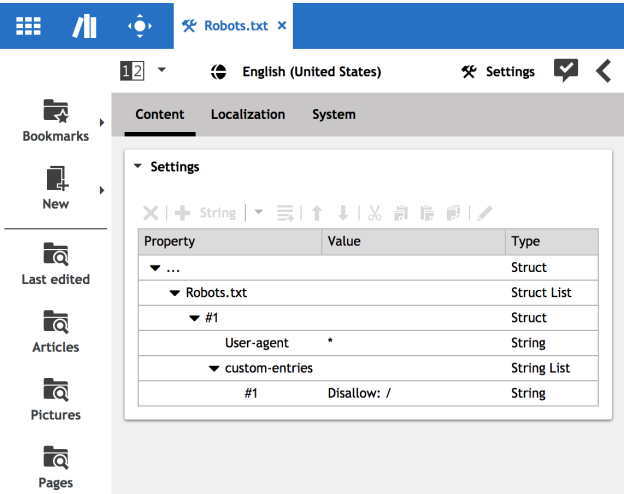 Robots.txt ×
12
English (United States)
Settings
Bookmarks
New
Last edited
Articles
Pictures
Pages
Content Localization System
Settings
String
Property Value Type
... Struct
Robots.txt Struct List
#1 Struct
User-agent * String
custom-entries String List
#1 Disallow: / String